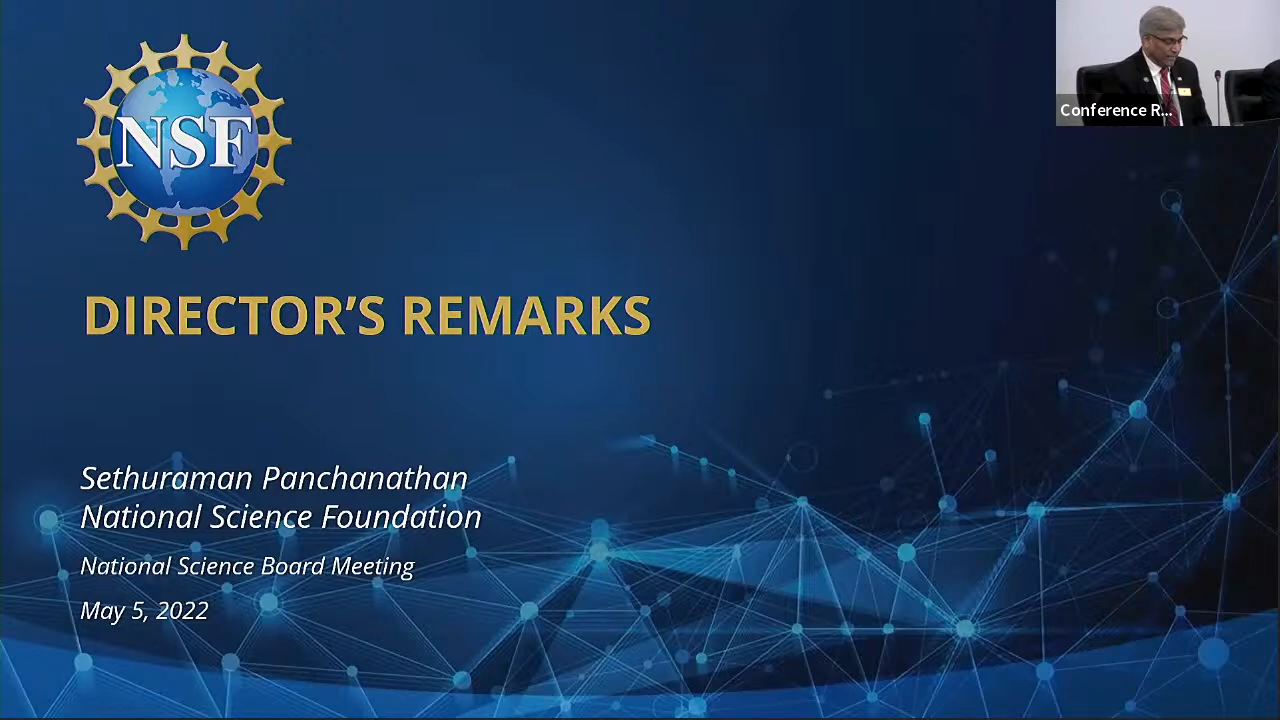 Conference R...
NSF
DIRECTOR’S REMARKS
Sethuraman Panchanathan
National Science Foundation
National Science Board Meeting
May 5, 2022